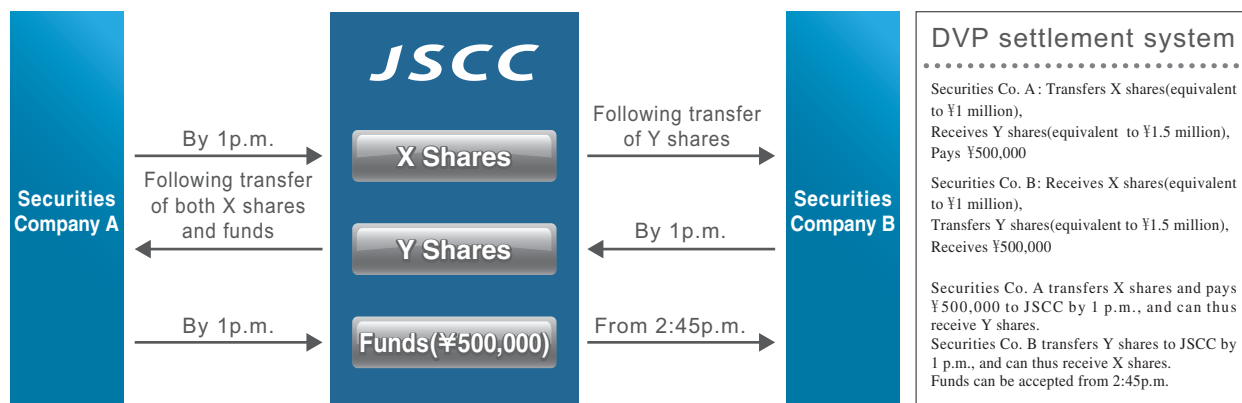 Securities
Company A
By 1p.m.
Following transfer
of both X shares
and funds
By 1p.m.
JSCC
X Shares
Y Shares
Funds(¥500,000)
Following transfer
of Y shares
By 1p.m.
From 2:45p.m.
Securities
Company B
DVP settlement system
Securities Co. A: Transfers X shares(equivalent
to ¥1 million),
Receives Y shares(equivalent to ¥1.5 million),
Pays ¥500,000
Securities Co. B: Receives X shares(equivalent
to ¥1 million),
Transfers Y shares(equivalent to ¥1.5 million),
Receives ¥500,000
Securities Co. A transfers X shares and pays
¥500,000 to JSCC by 1 p.m., and can thus
receive Y shares.
Securities Co. B transfers Y shares to JSCC by
1 p.m., and can thus receive X shares.
Funds can be accepted from 2:45p.m.